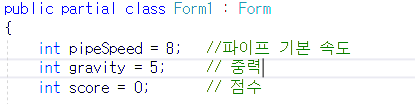 public partial class Form1 : Form
{
int pipeSpeed = 8; //파이프 기본 속도
int gravity = 5; // 중력
int score = 0; // 점수